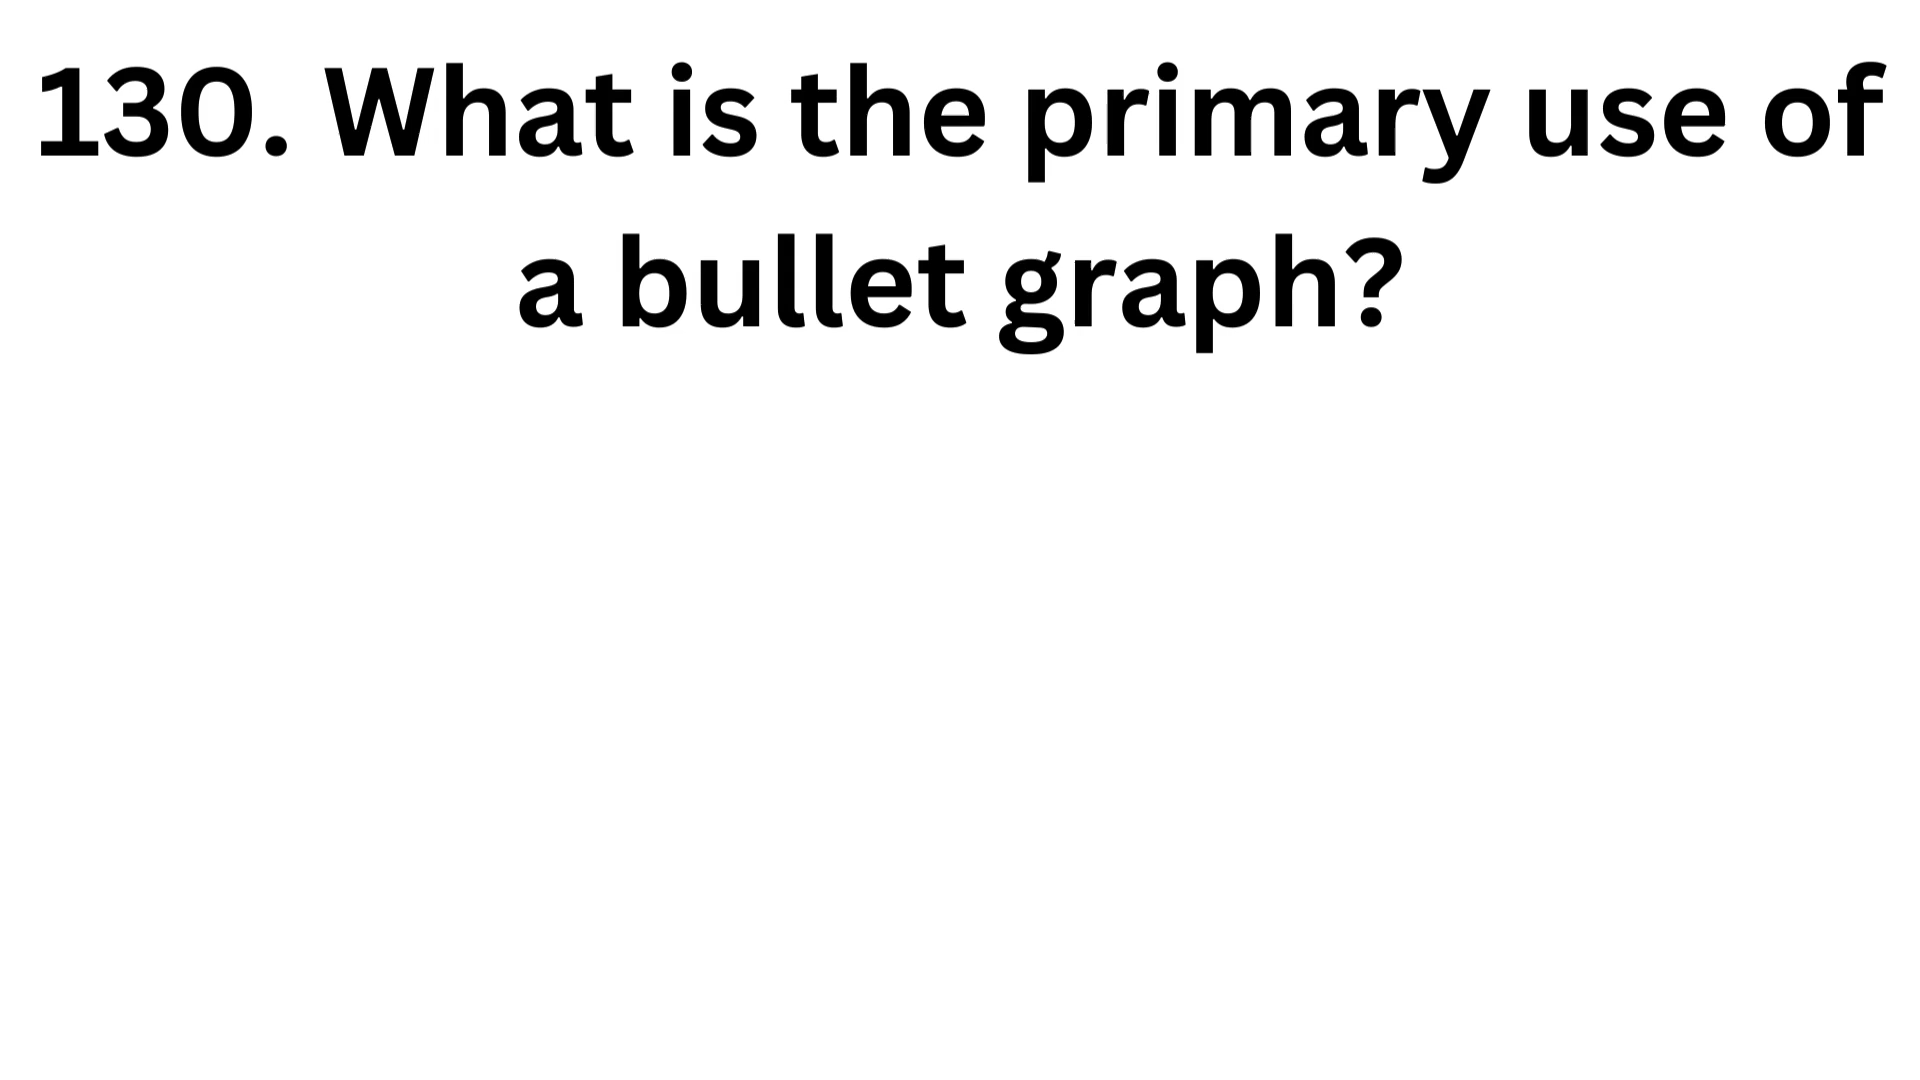 130. What is the primary use of
a bullet graph?